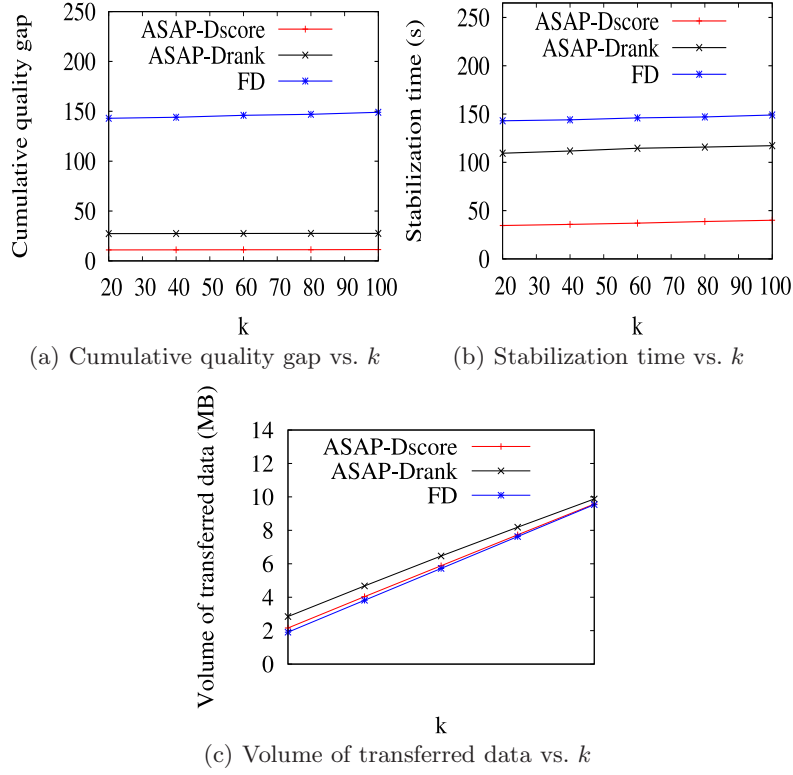 Cumulative quality gap
250
200
150
100
50
0
ASAP-Dscore
ASAP-Drank
FD
20 30 40 50 60 70 80 90 100
k
(a) Cumulative quality gap vs. k
Stabilization time (s)
250
200
150
100
50
0
ASAP-Dscore
ASAP-Drank
FD
20 30 40 50 60 70 80 90 100
k
(b) Stabilization time vs. k
Volume of transferred data (MB)
14
12
10
8
6
4
2
0
ASAP-Dscore
ASAP-Drank
FD
k
(c) Volume of transferred data vs. k